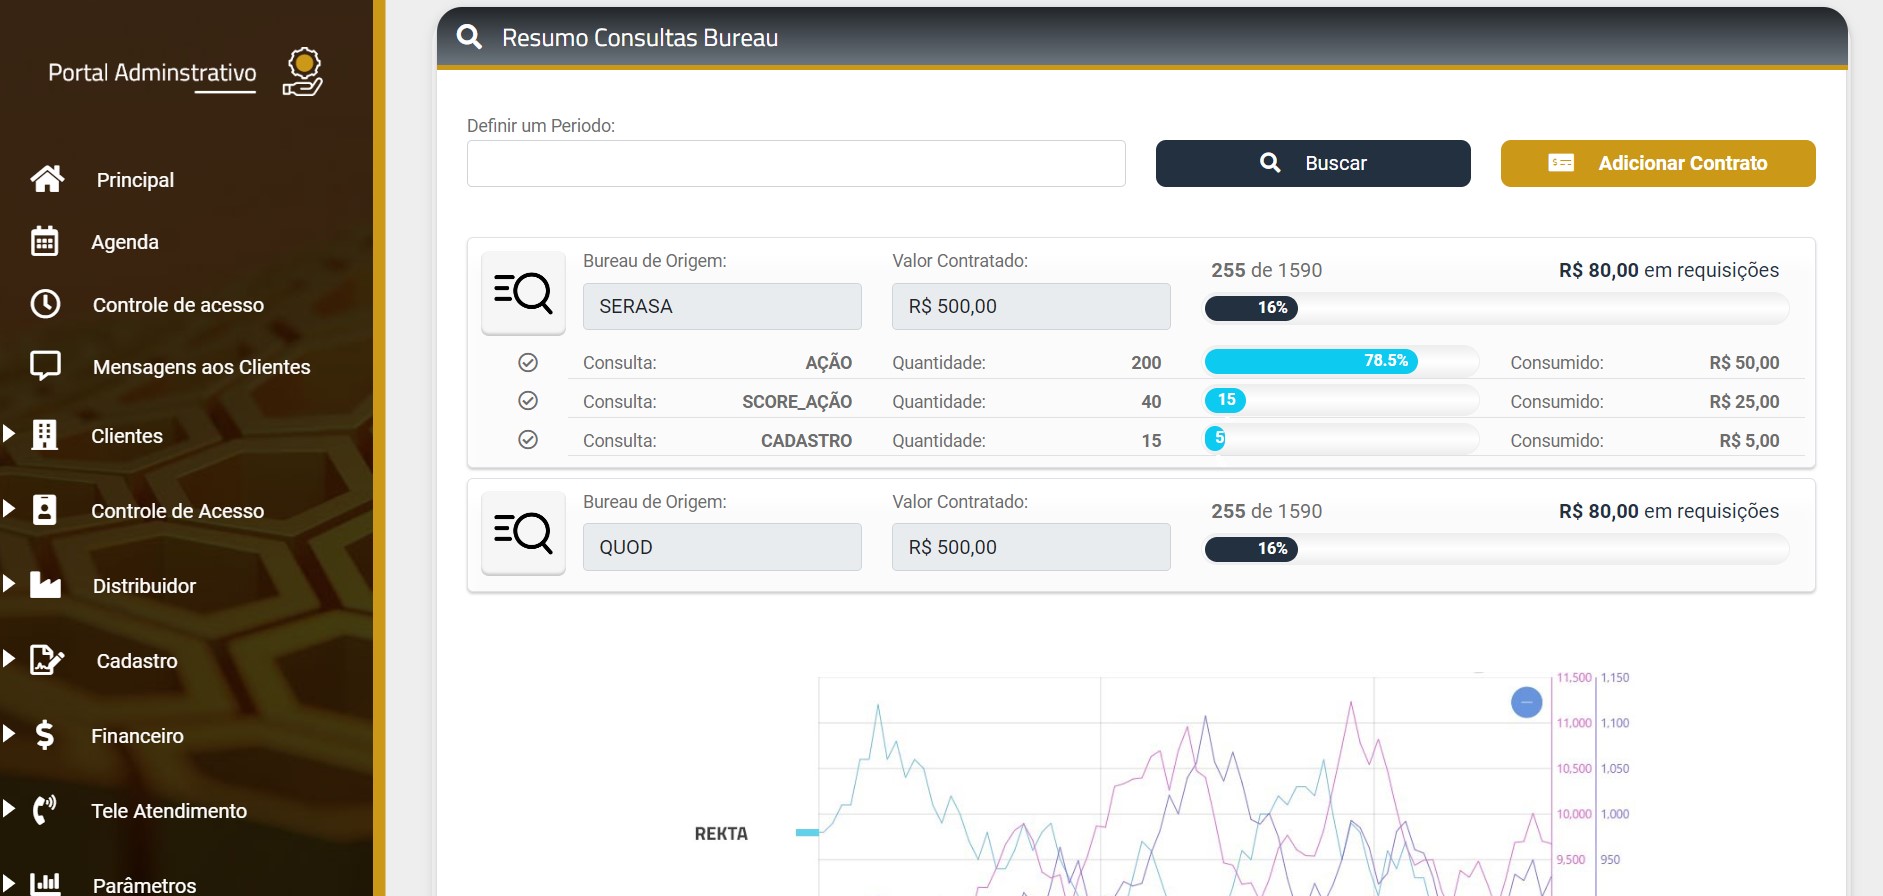 Portal Adminstrativo
Principal
Agenda
Controle de acesso
Mensagens aos Clientes
Clientes
Controle de Acesso
Distribuidor
Cadastro
Financeiro
Tele Atendimento
Parâmetros
Resumo Consultas Bureau
Definir um Periodo:
Buscar
Adicionar Contrato
Bureau de Origem: Valor Contratado: 255 de 1590 R$ 80,00 em requisições
SERASA R$ 500,00 16%
Consulta: AÇÃO Quantidade: 200 78.5% Consumido: R$ 50,00
Consulta: SCORE_AÇÃO Quantidade: 40 15 Consumido: R$ 25,00
Consulta: CADASTRO Quantidade: 15 5 Consumido: R$ 5,00
Bureau de Origem: Valor Contratado: 255 de 1590 R$ 80,00 em requisições
QUOD R$ 500,00 16%
11,500 1,150
11,000 1,100
10,500 1,050
10,000 1,000
REKTA
9,500 950